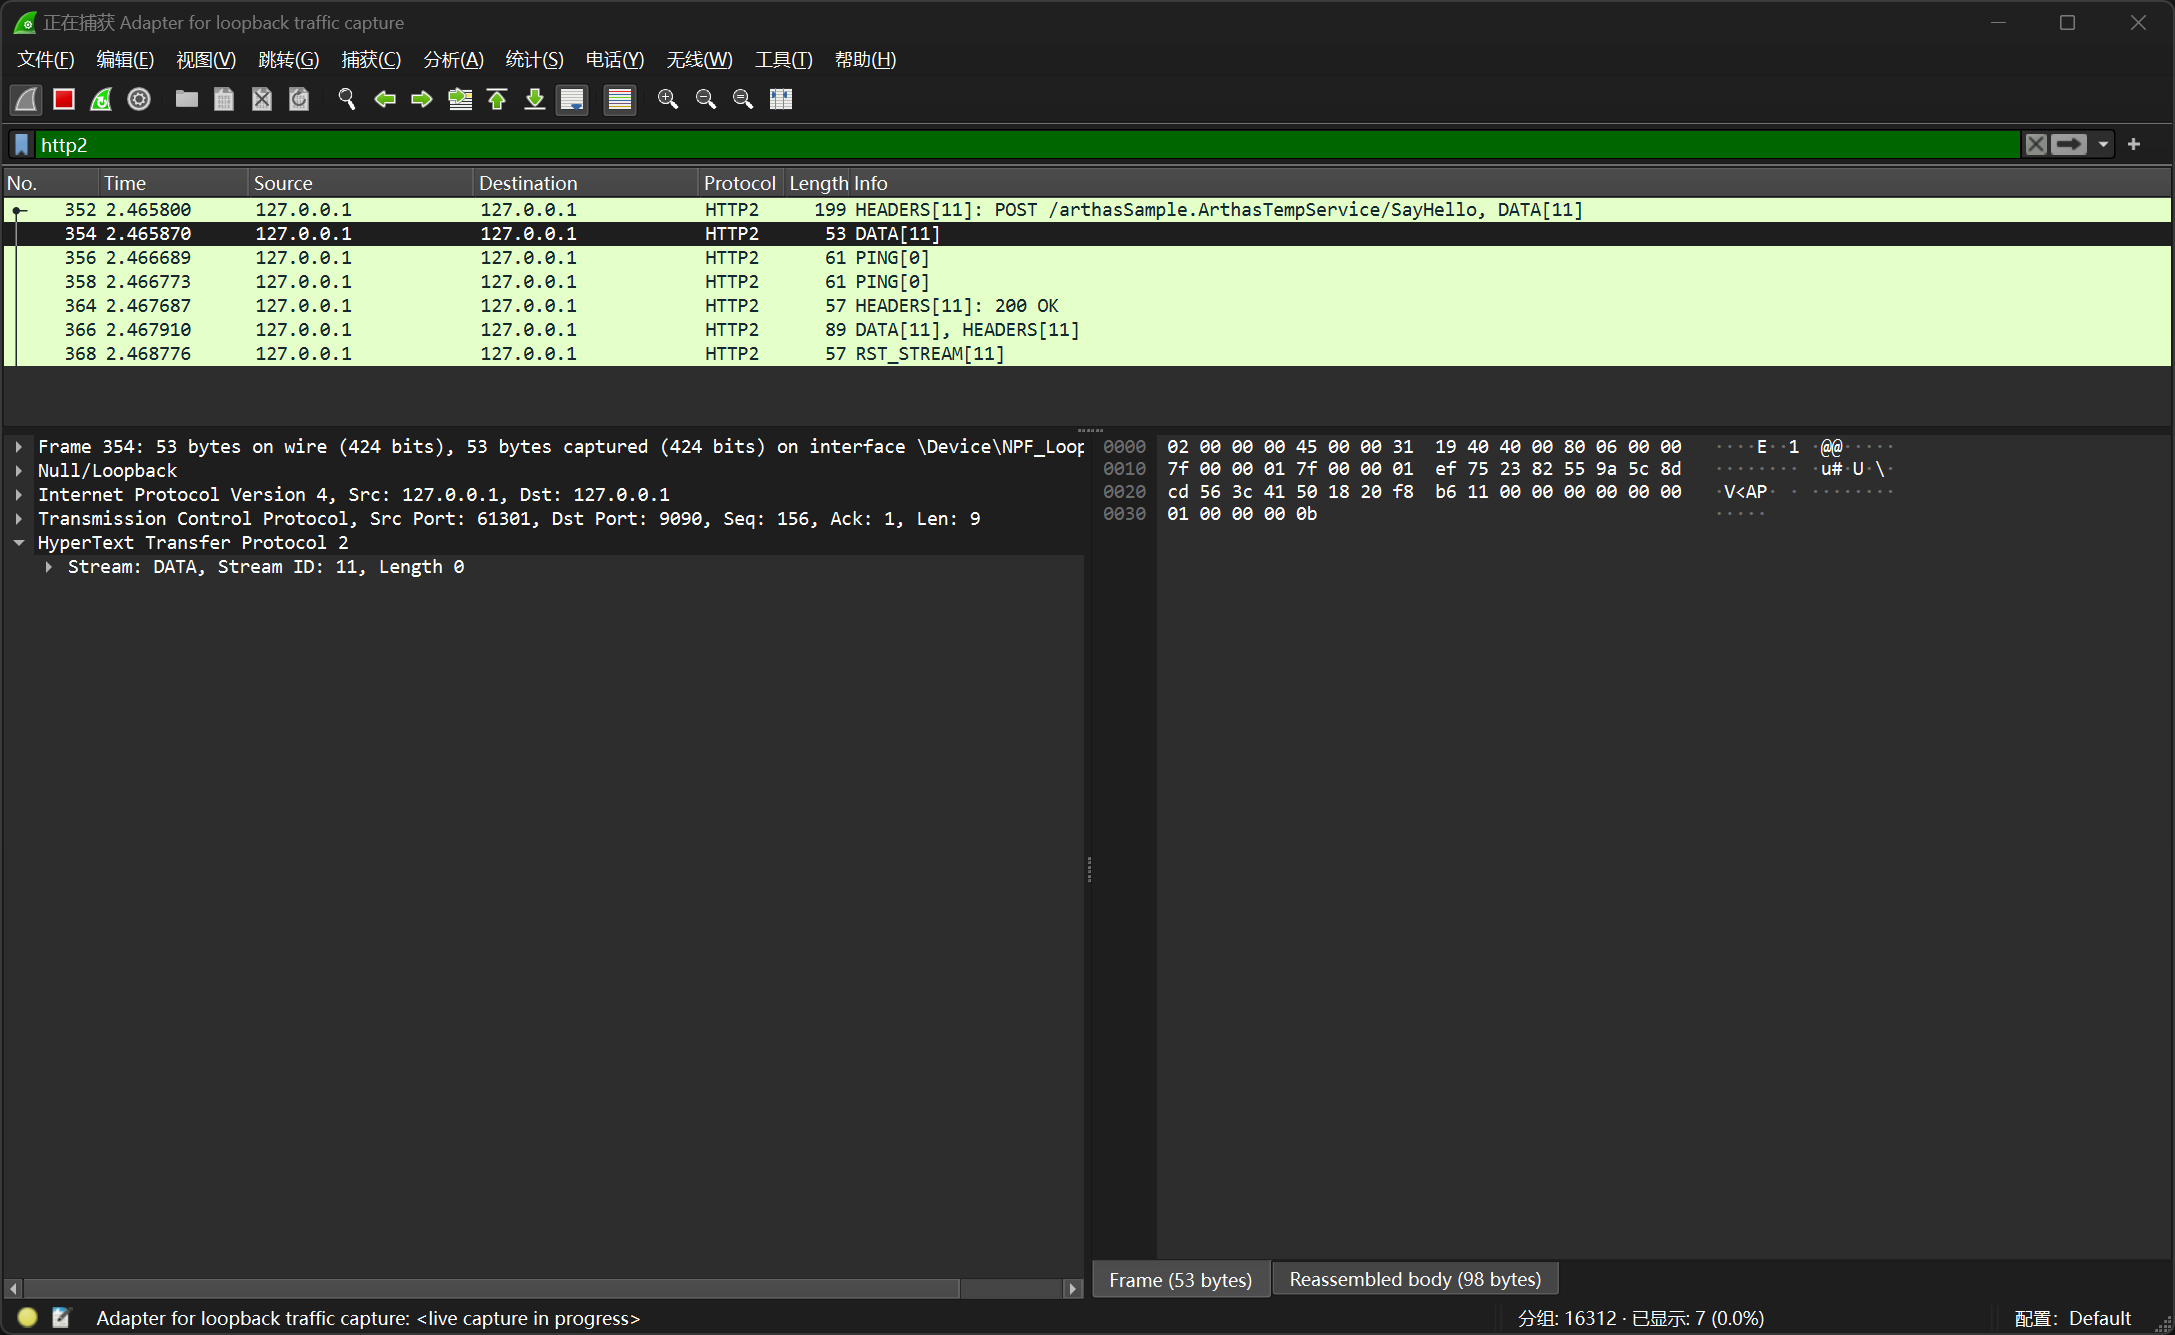 正在捕获 Adapter for loopback traffic capture
文件(F) 编辑(E) 视图(V) 跳转(G) 捕获(C) 分析(A) 统计(S) 电话(Y) 无线(W) 工具(T) 帮助(H)
http2
No. Time Source Destination Protocol Length Info
352 2.465800 127.0.0.1 127.0.0.1 HTTP2 199 HEADERS[11]: POST /arthasSample.ArthasTempService/SayHello, DATA[11]
354 2.465870 127.0.0.1 127.0.0.1 HTTP2 53 DATA[11]
356 2.466689 127.0.0.1 127.0.0.1 HTTP2 61 PING[0]
358 2.466773 127.0.0.1 127.0.0.1 HTTP2 61 PING[0]
364 2.467687 127.0.0.1 127.0.0.1 HTTP2 57 HEADERS[11]: 200 OK
366 2.467910 127.0.0.1 127.0.0.1 HTTP2 89 DATA[11], HEADERS[11]
368 2.468776 127.0.0.1 127.0.0.1 HTTP2 57 RST_STREAM[11]
Frame 354: 53 bytes on wire (424 bits), 53 bytes captured (424 bits) on interface \Device\NPF_Loop
Null/Loopback
Internet Protocol Version 4, Src: 127.0.0.1, Dst: 127.0.0.1
Transmission Control Protocol, Src Port: 61301, Dst Port: 9090, Seq: 156, Ack: 1, Len: 9
HyperText Transfer Protocol 2
Stream: DATA, Stream ID: 11, Length 0
0000 02 00 00 00 45 00 00 31 19 40 40 00 80 06 00 00 ····E··1 ·@@·····
0010 7f 00 00 01 7f 00 00 01 ef 75 23 82 55 9a 5c 8d ········ ·u#·U·\·
0020 cd 56 3c 41 50 18 20 f8 b6 11 00 00 00 00 00 00 ·V<AP· · ········
0030 01 00 00 00 0b ·····
Frame (53 bytes) Reassembled body (98 bytes)
Adapter for loopback traffic capture: <live capture in progress>
分组: 16312 · 已显示: 7 (0.0%)
配置: Default